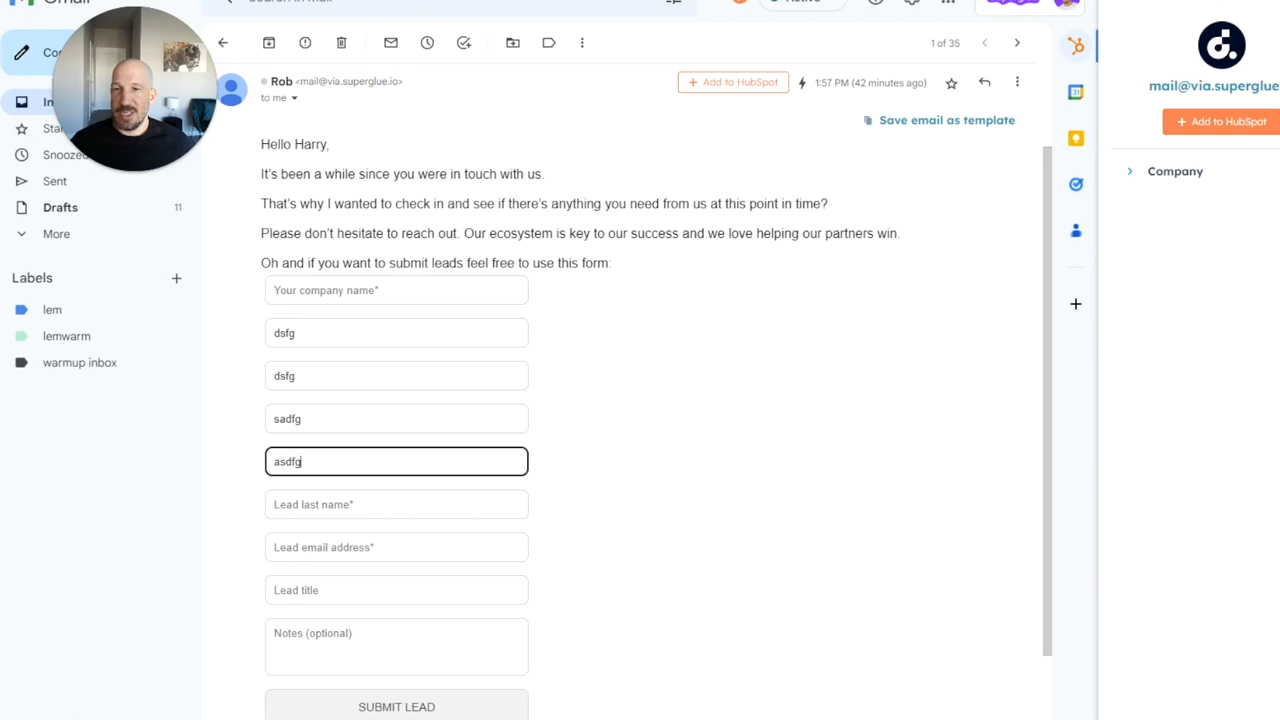 1 of 35
Rob <mail@via.superglue.io>
+ Add to HubSpot
1:57 PM (42 minutes ago)
to me
Save email as template
Hello Harry,
It's been a while since you were in touch with us.
That's why I wanted to check in and see if there's anything you need from us at this point in time?
Please don't hesitate to reach out. Our ecosystem is key to our success and we love helping our partners win.
Oh and if you want to submit leads feel free to use this form:
Your company name*
dsfg
dsfg
sadfg
asdfg
Lead last name*
Lead email address*
Lead title
Notes (optional)
SUBMIT LEAD
Snoozed
Sent
Drafts
11
More
Labels
lem
lemwarm
warmup inbox
d.
mail@via.superglue
+ Add to HubSpot
Company